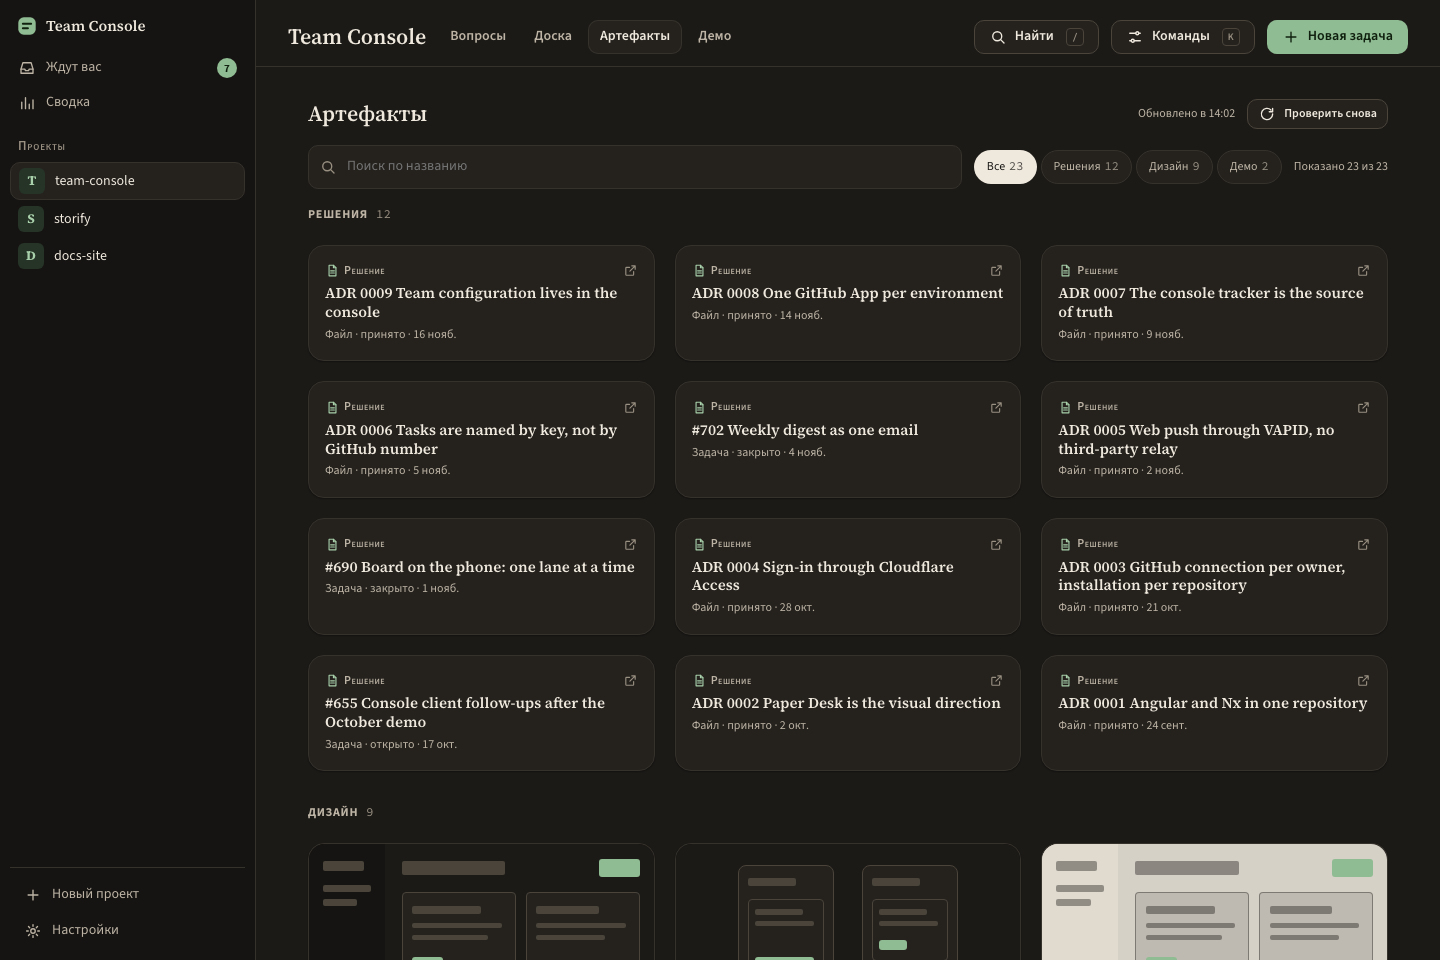 Team Console
Ждут вас
7
Сводка
Проекты
T team-console
S storify
D docs-site
Новый проект
Настройки
Team Console
Вопросы
Доска
Артефакты
Демо
Найти /
Команды K
Новая задача
Артефакты
Обновлено в 14:02
Проверить снова
Поиск по названию
Все 23
Решения 12
Дизайн 9
Демо 2
Показано 23 из 23
РЕШЕНИЯ 12
Решение
ADR 0009 Team configuration lives in the
console
Файл · принято · 16 нояб.
Решение
ADR 0008 One GitHub App per environment
Файл · принято · 14 нояб.
Решение
ADR 0007 The console tracker is the source
of truth
Файл · принято · 9 нояб.
Решение
ADR 0006 Tasks are named by key, not by
GitHub number
Файл · принято · 5 нояб.
Решение
#702 Weekly digest as one email
Задача · закрыто · 4 нояб.
Решение
ADR 0005 Web push through VAPID, no
third-party relay
Файл · принято · 2 нояб.
Решение
#690 Board on the phone: one lane at a time
Задача · закрыто · 1 нояб.
Решение
ADR 0004 Sign-in through Cloudflare
Access
Файл · принято · 28 окт.
Решение
ADR 0003 GitHub connection per owner,
installation per repository
Файл · принято · 21 окт.
Решение
#655 Console client follow-ups after the
October demo
Задача · открыто · 17 окт.
Решение
ADR 0002 Paper Desk is the visual direction
Файл · принято · 2 окт.
Решение
ADR 0001 Angular and Nx in one repository
Файл · принято · 24 сент.
ДИЗАЙН 9